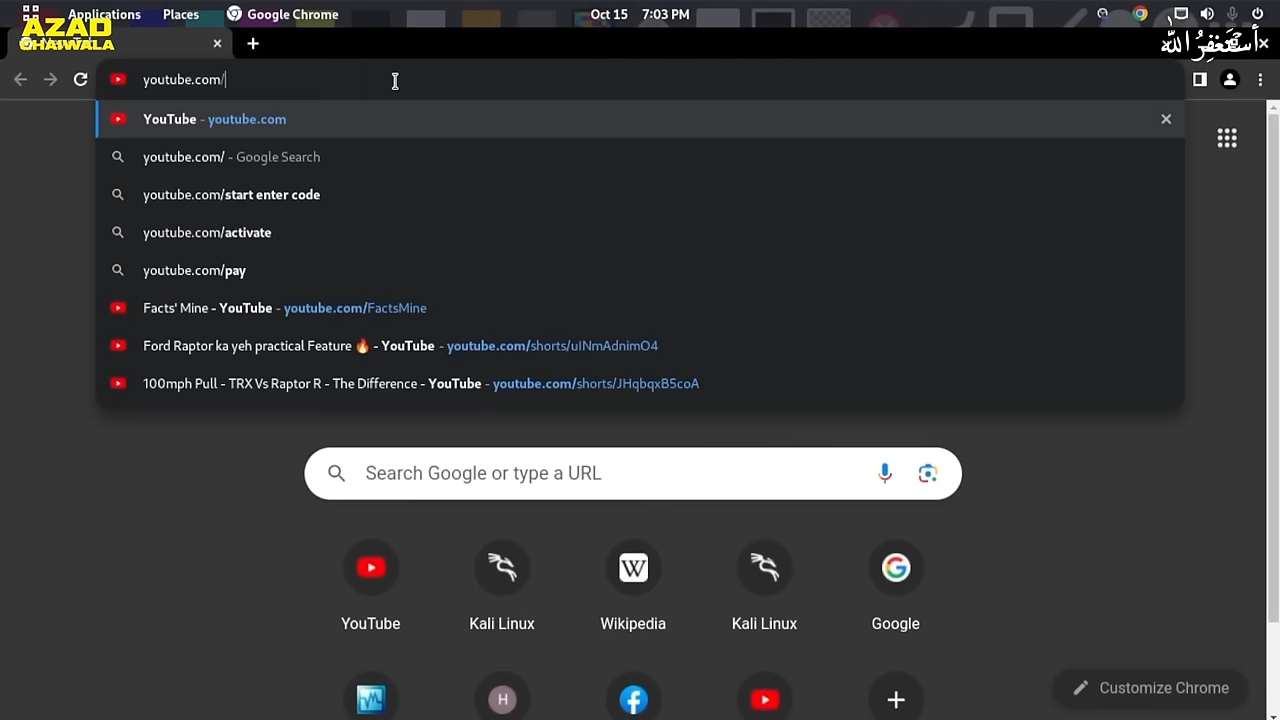 Applications Places Google Chrome Oct 15 7:03 PM
AZAD
CHAIWALA
أستغفر الله
youtube.com/
YouTube - youtube.com
youtube.com/ - Google Search
youtube.com/start enter code
youtube.com/activate
youtube.com/pay
Facts' Mine - YouTube - youtube.com/FactsMine
Ford Raptor ka yeh practical Feature 🔥 - YouTube - youtube.com/shorts/uINmAdnimO4
100mph Pull - TRX Vs Raptor R - The Difference - YouTube - youtube.com/shorts/JHqbqxB5coA
Search Google or type a URL
YouTube Kali Linux Wikipedia Kali Linux Google
H
Customize Chrome